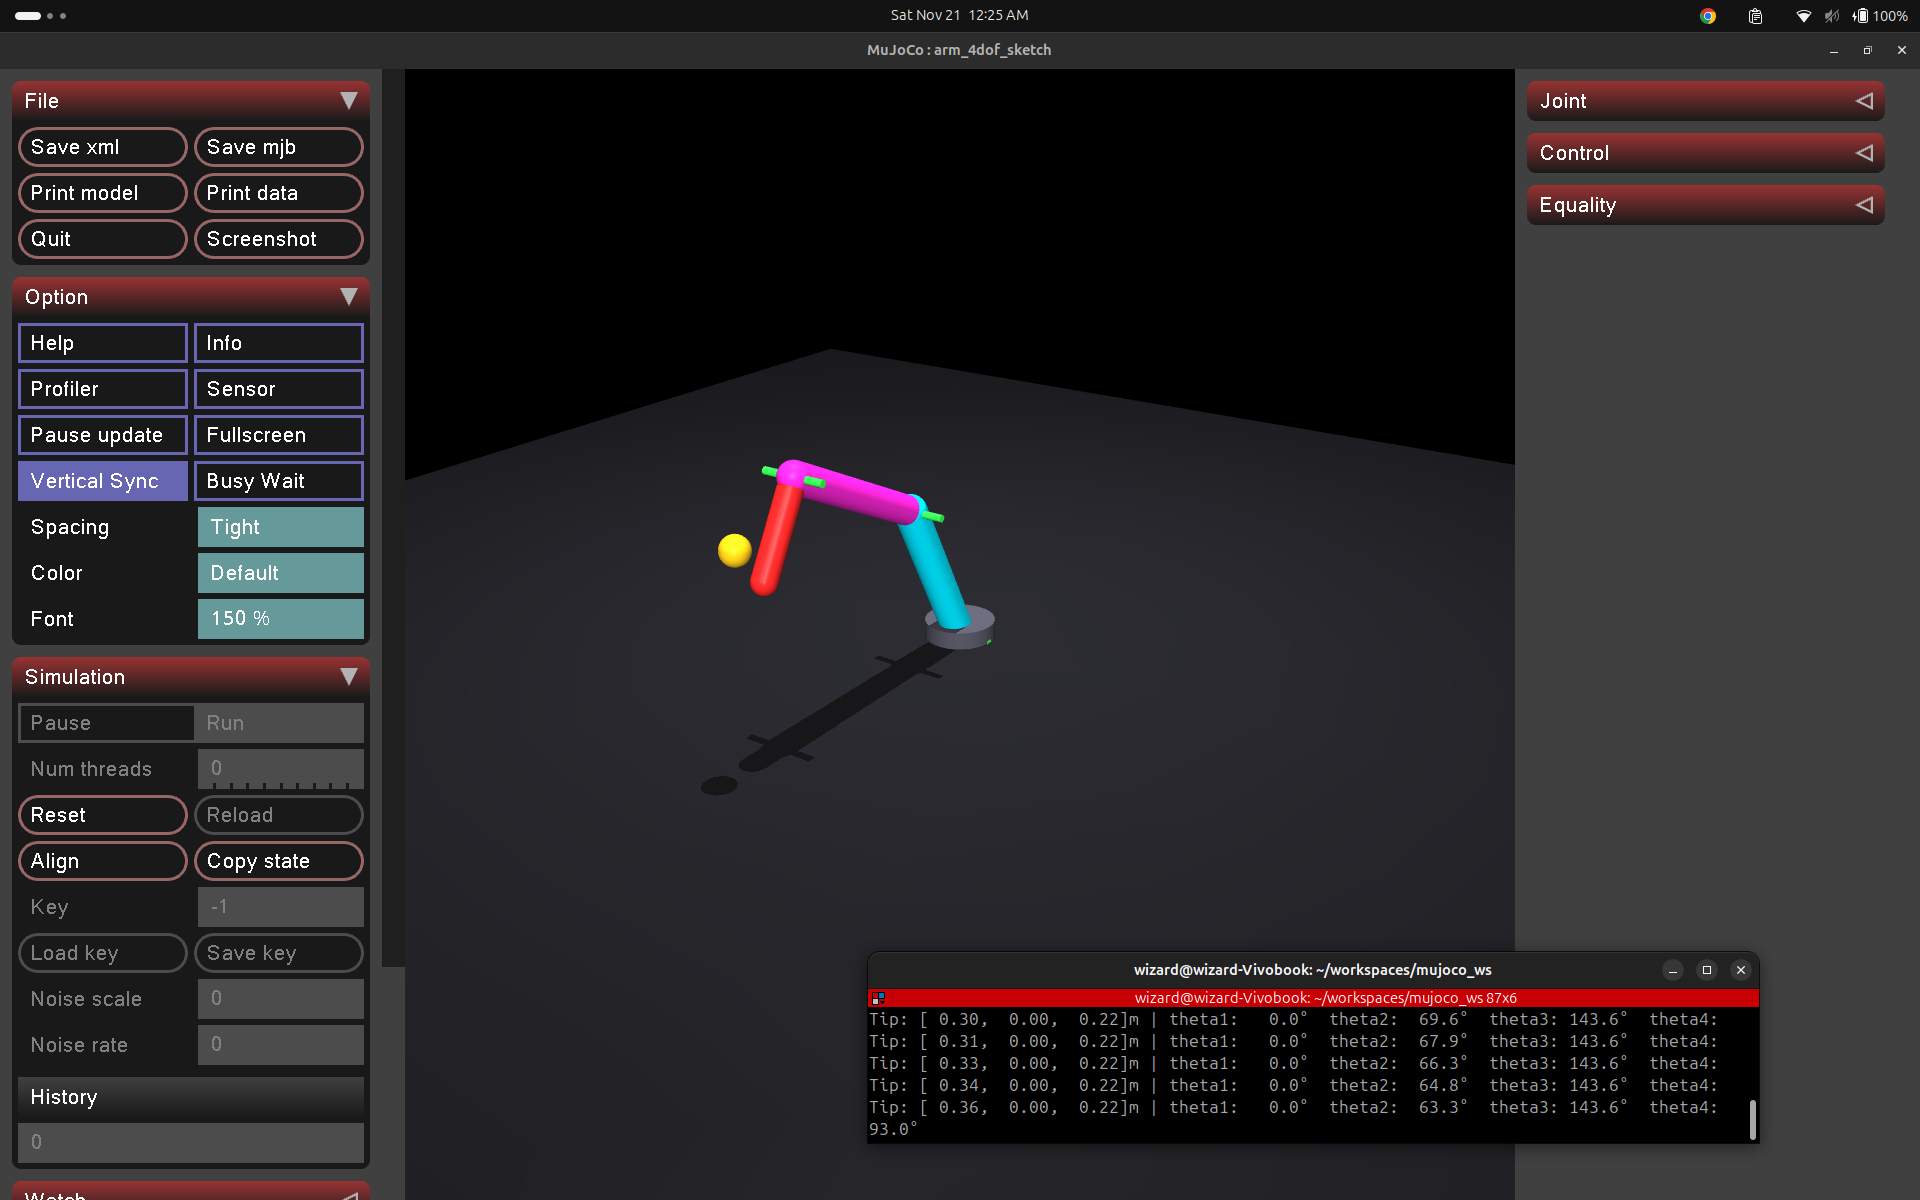 Sat Nov 21 12:25 AM
100%
MuJoCo : arm_4dof_sketch
File
Save xml
Save mjb
Print model
Print data
Quit
Screenshot
Option
Help
Info
Profiler
Sensor
Pause update
Fullscreen
Vertical Sync
Busy Wait
Spacing
Tight
Color
Default
Font
150 %
Simulation
Pause
Run
Num threads
0
Reset
Reload
Align
Copy state
Key
-1
Load key
Save key
Noise scale
0
Noise rate
0
History
0
Watch
Joint
Control
Equality
wizard@wizard-Vivobook: ~/workspaces/mujoco_ws
wizard@wizard-Vivobook: ~/workspaces/mujoco_ws 87x6
Tip: [ 0.30,  0.00,  0.22]m | theta1:   0.0°  theta2:  69.6°  theta3: 143.6°  theta4:
Tip: [ 0.31,  0.00,  0.22]m | theta1:   0.0°  theta2:  67.9°  theta3: 143.6°  theta4:
Tip: [ 0.33,  0.00,  0.22]m | theta1:   0.0°  theta2:  66.3°  theta3: 143.6°  theta4:
Tip: [ 0.34,  0.00,  0.22]m | theta1:   0.0°  theta2:  64.8°  theta3: 143.6°  theta4:
Tip: [ 0.36,  0.00,  0.22]m | theta1:   0.0°  theta2:  63.3°  theta3: 143.6°  theta4:
93.0°